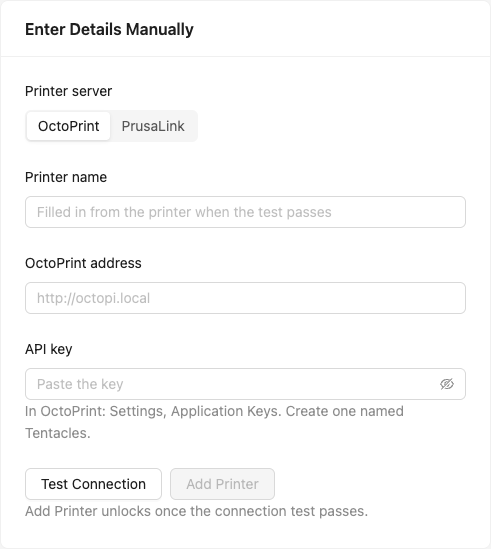 Enter Details Manually
Printer server
OctoPrint PrusaLink
Printer name
Filled in from the printer when the test passes
OctoPrint address
http://octopi.local
API key
Paste the key
In OctoPrint: Settings, Application Keys. Create one named
Tentacles.
Test Connection Add Printer
Add Printer unlocks once the connection test passes.